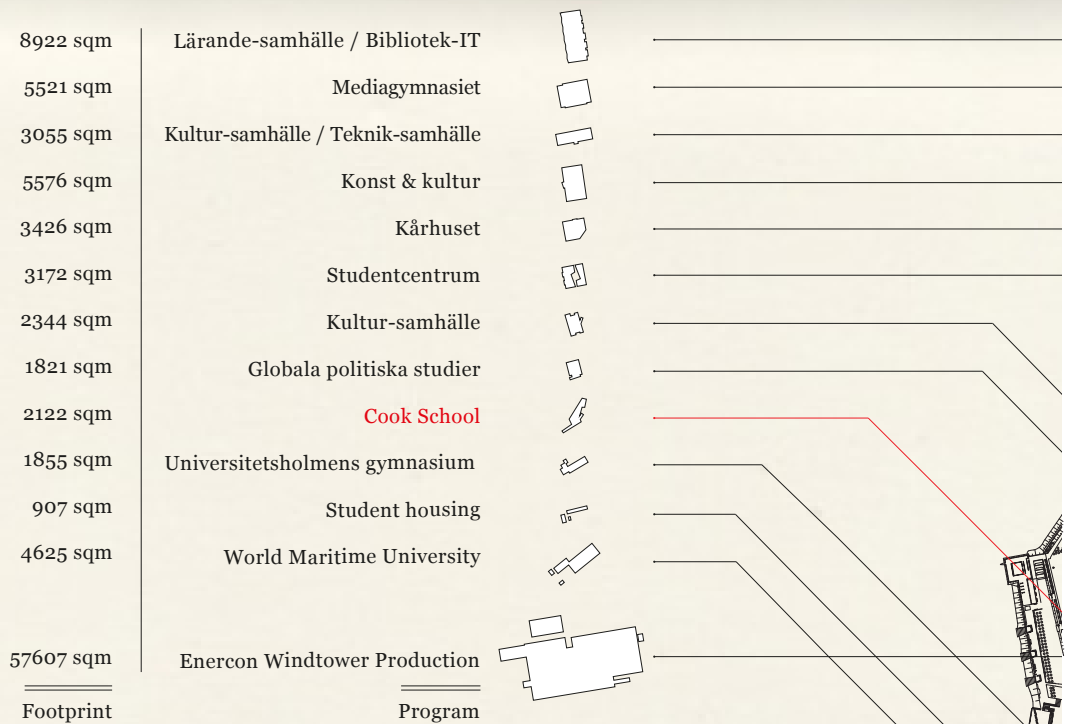 8922 sqm Lärande-samhälle / Bibliotek-IT
5521 sqm Mediagymnasiet
3055 sqm Kultur-samhälle / Teknik-samhälle
5576 sqm Konst & kultur
3426 sqm Kårhuset
3172 sqm Studentcentrum
2344 sqm Kultur-samhälle
1821 sqm Globala politiska studier
2122 sqm Cook School
1855 sqm Universitetsholmens gymnasium
907 sqm Student housing
4625 sqm World Maritime University
57607 sqm Enercon Windtower Production
Footprint Program